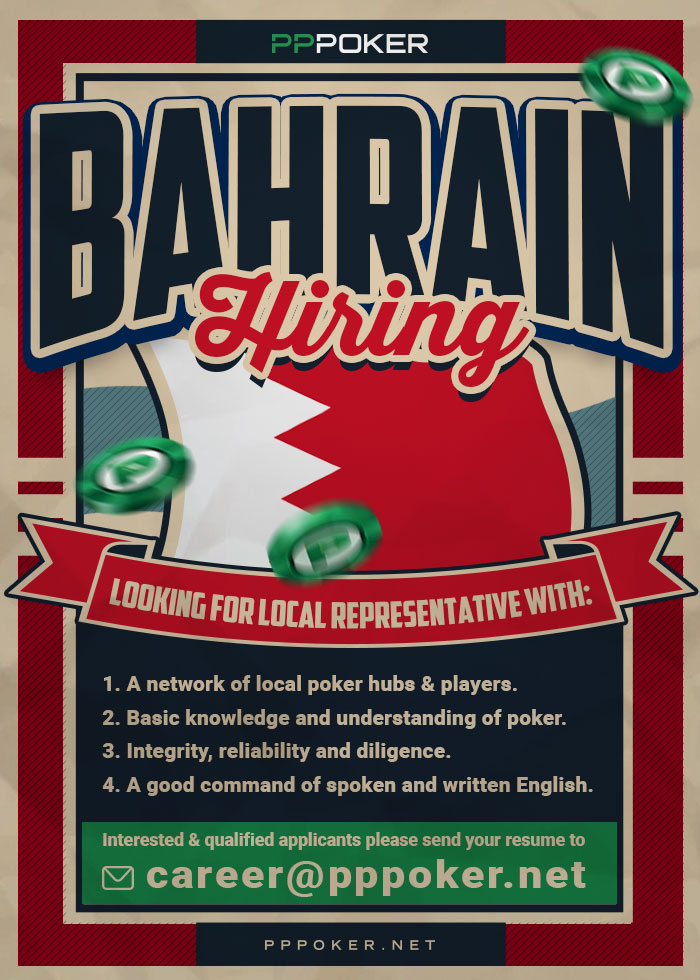 PPPOKER
BAHRAIN
Hiring
LOOKING FOR LOCAL REPRESENTATIVE WITH:
1. A network of local poker hubs & players.
2. Basic knowledge and understanding of poker.
3. Integrity, reliability and diligence.
4. A good command of spoken and written English.
Interested & qualified applicants please send your resume to
career@pppoker.net
PPPOKER.NET